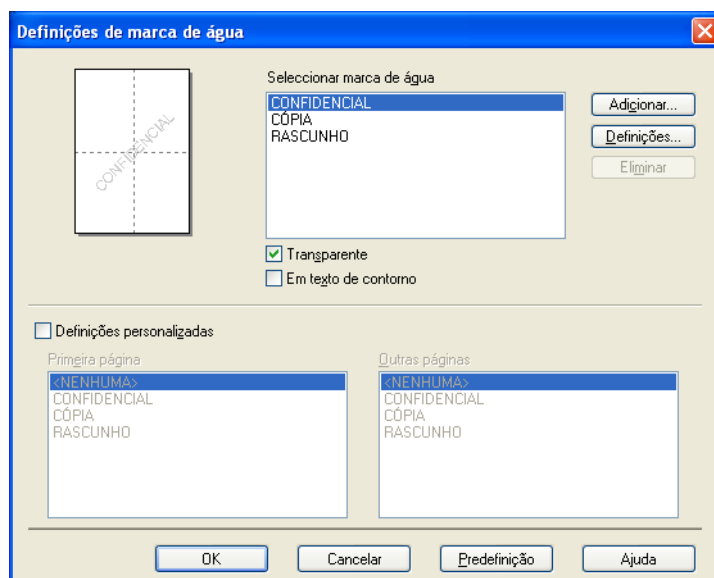 Definições de marca de água
Seleccionar marca de água
CONFIDENCIAL
CONFIDENCIAL
CÓPIA
RASCUNHO
Adicionar...
Definições...
Eliminar
Transparente
Em texto de contorno
Definições personalizadas
Primeira página
<NENHUMA>
CONFIDENCIAL
CÓPIA
RASCUNHO
Outras páginas
<NENHUMA>
CONFIDENCIAL
CÓPIA
RASCUNHO
OK
Cancelar
Predefinição
Ajuda